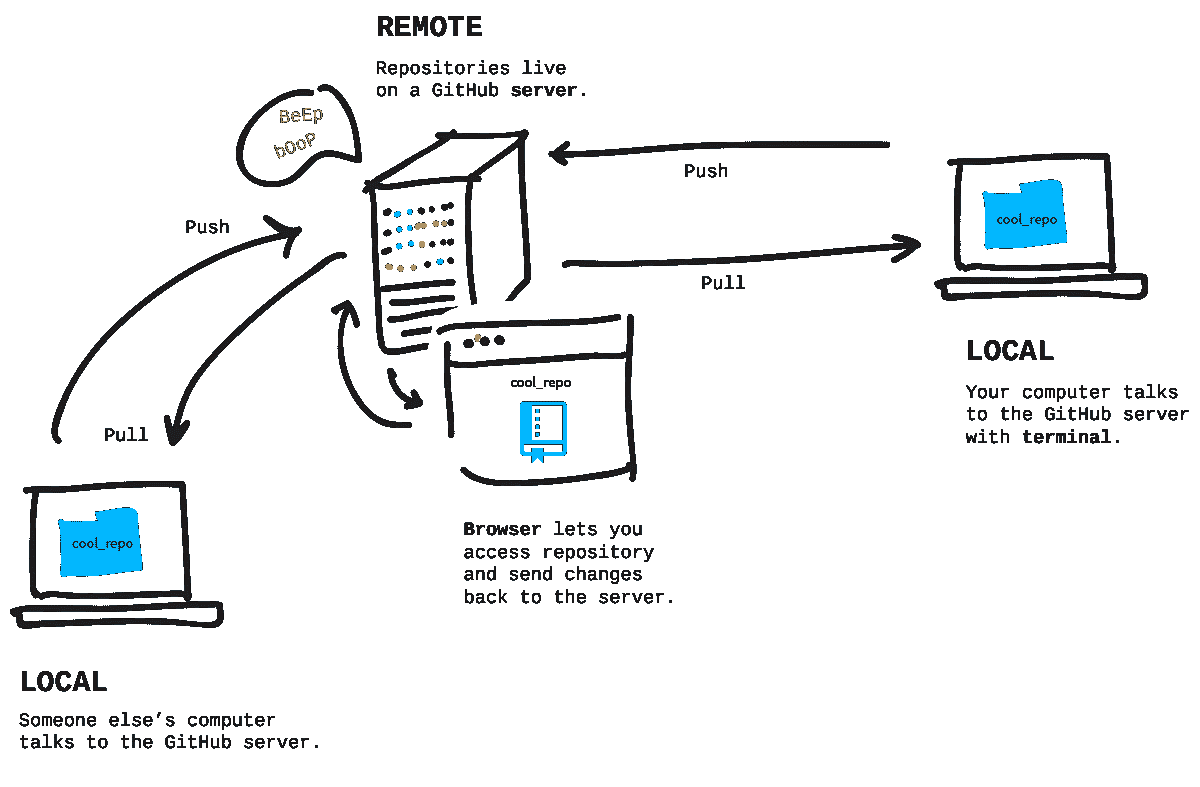 REMOTE
Repositories live
on a GitHub server.
BeEp
bOoP
Push
Pull
cool_repo
LOCAL
Your computer talks
to the GitHub server
with terminal.
Push
Pull
cool_repo
Browser lets you
access repository
and send changes
back to the server.
cool_repo
LOCAL
Someone else’s computer
talks to the GitHub server.